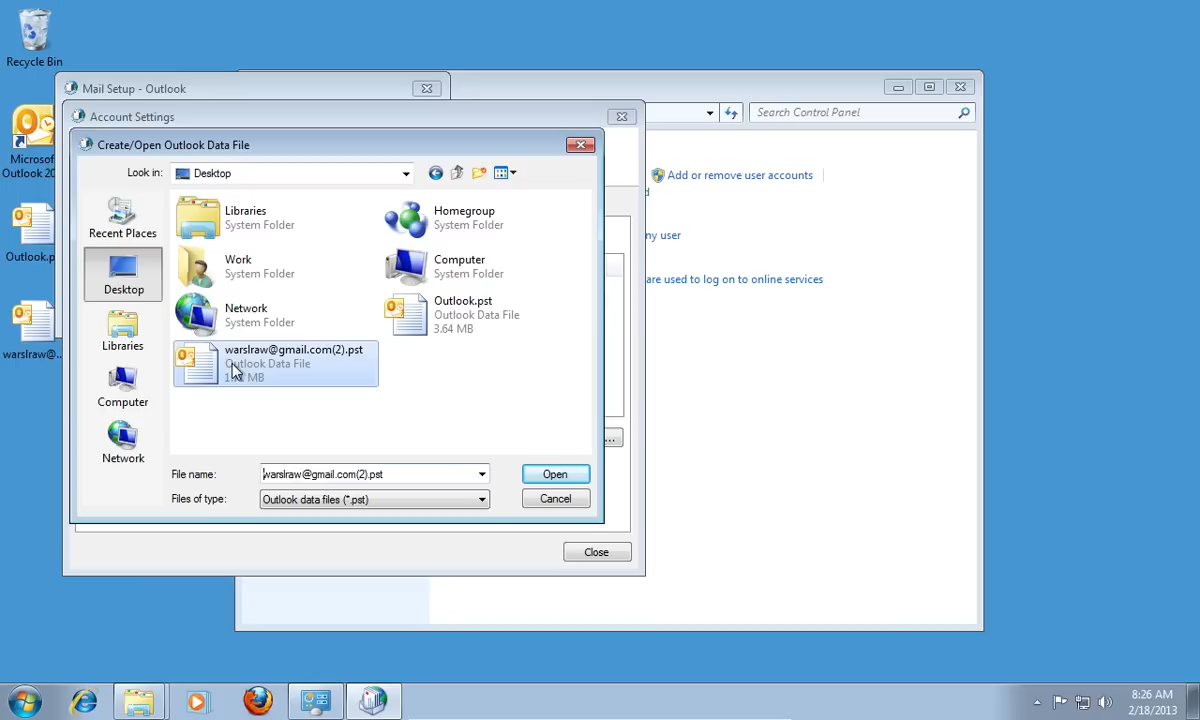 Recycle Bin
Mail Setup - Outlook
Account Settings
Search Control Panel
Microsof
Outlook 20
Create/Open Outlook Data File
Look in:
Desktop
Add or remove user accounts
Recent Places
Libraries
System Folder
Homegroup
System Folder
ny user
Outlook.p
Work
System Folder
Computer
System Folder
Desktop
are used to log on to online services
Network
System Folder
Outlook.pst
Outlook Data File
3.64 MB
Libraries
warslraw@...
warslraw@gmail.com(2).pst
Outlook Data File
MB
Computer
Network
...
File name:
warslraw@gmail.com(2).pst
Open
Files of type:
Outlook data files (*.pst)
Cancel
Close
8:26 AM
2/18/2013